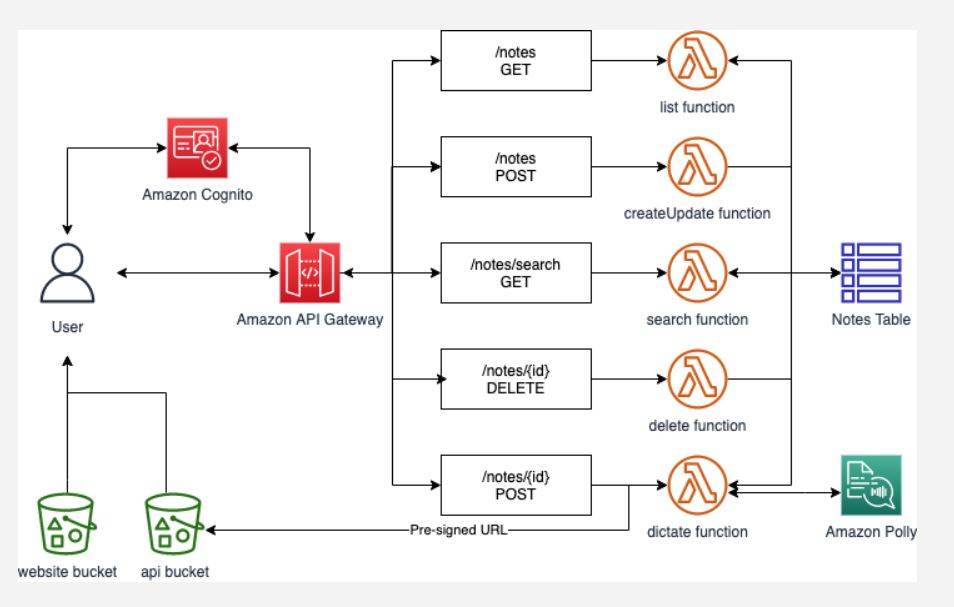 /notes
GET
list function
/notes
POST
createUpdate function
Amazon Cognito
/notes/search
GET
User
Amazon API Gateway
search function
Notes Table
/notes/{id}
DELETE
delete function
/notes/{id}
POST
Pre-signed URL
dictate function
Amazon Polly
website bucket
api bucket